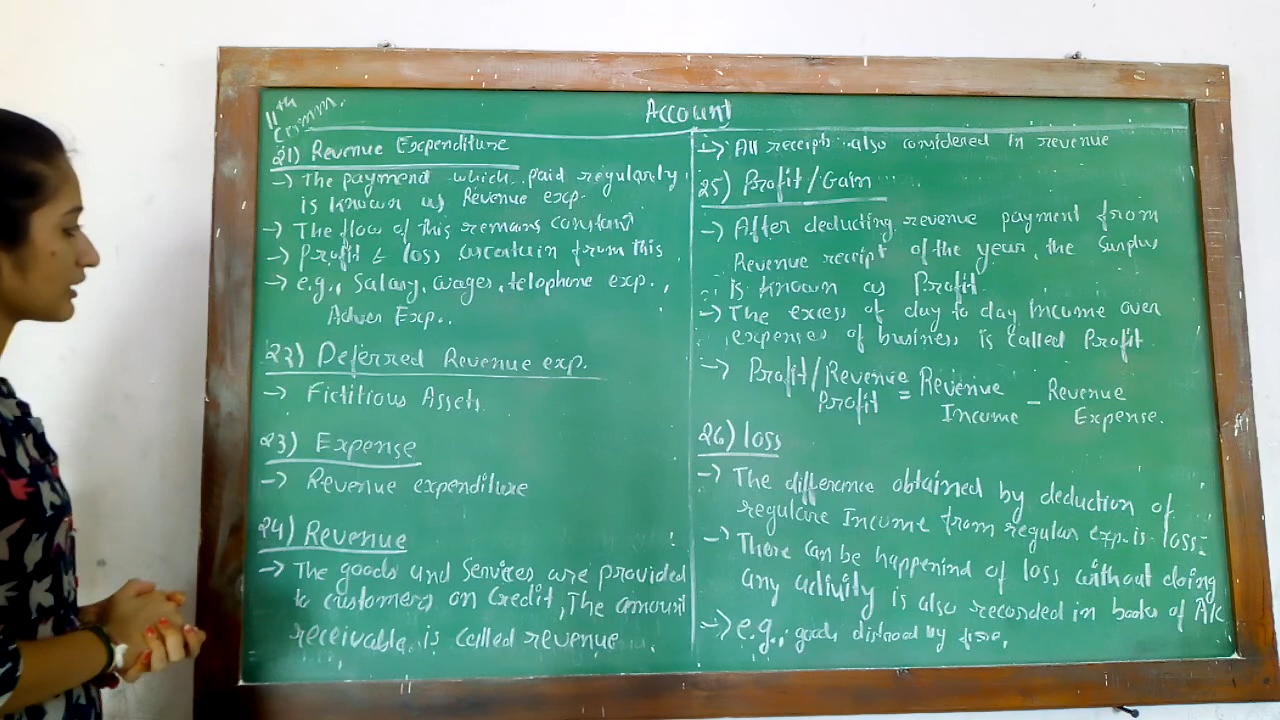 11th
Comm.
Account
21) Revenue Expenditure
-> The payment which paid regularly
is known as Revenue exp.
-> The flow of this remains constant
-> Profit & loss ascertain from this
-> e.g., Salary, wages, telephone exp.,
Adver Exp..
22) Deferred Revenue exp.
-> Fictitious Assets
23) Expense
-> Revenue expenditure
24) Revenue
-> The goods and Services are provided
to customers on Credit, The amount
receivable is called revenue.
-> All receipts also considered in revenue
25) Profit/Gain
-> After deducting revenue payment from
Revenue receipt of the year, the Surplus
is known as Profit.
-> The excess of day to day Income over
expenses of business is called Profit.
-> Profit/Revenue Profit = Revenue Income - Revenue Expense.
26) loss
-> The difference obtained by deduction of
Income from regular exp. is loss.
-> There can be happenind of loss without doing
any activity is also recorded in books of A/c
-> e.g., goods by fire.